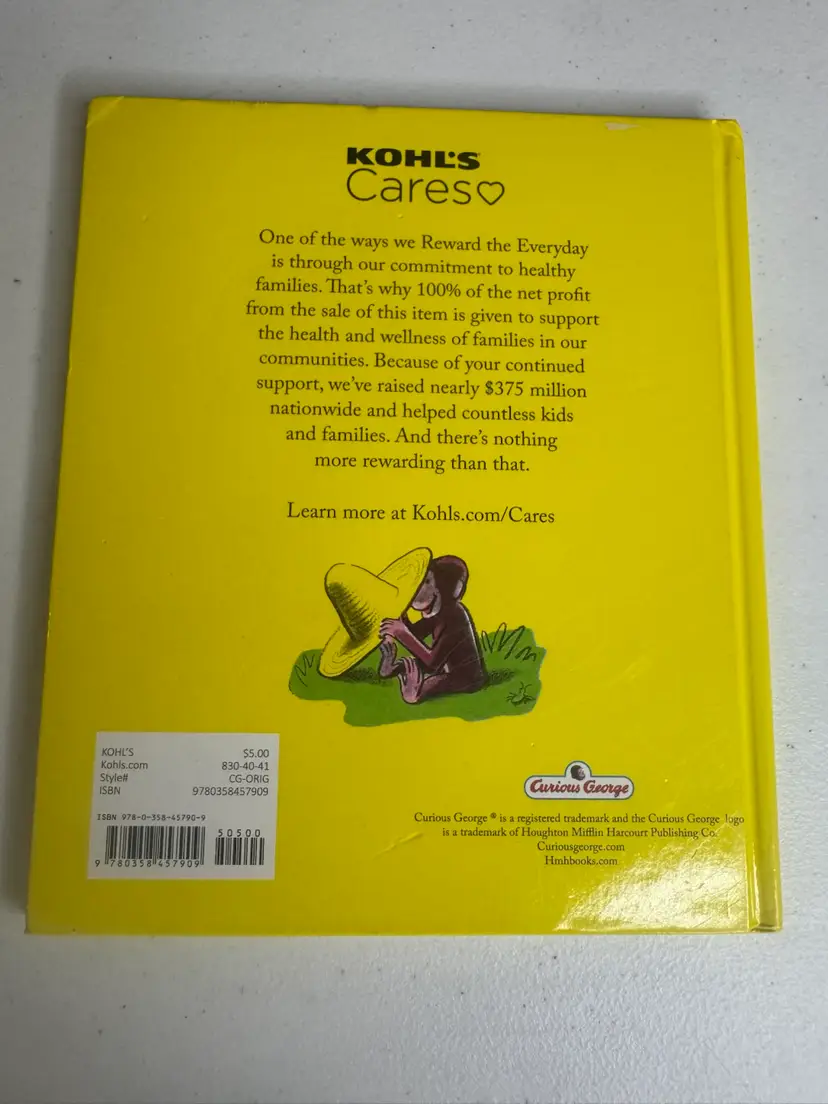 KOHL'S
Cares
One of the ways we Reward the Everyday
is through our commitment to healthy
families. That's why 100% of the net profit
from the sale of this item is given to support
the health and wellness of families in our
communities. Because of your continued
support, we've raised nearly $375 million
nationwide and helped countless kids
and families. And there's nothing
more rewarding than that.
Learn more at Kohls.com/Cares
KOHL'S $5.00
Kohls.com 830-40-41
Style# CG-ORIG
ISBN 9780358457909
ISBN 978-0-358-45790-9
50500
9 780358 457909
Curious George
Curious George ® is a registered trademark and the Curious George logo
is a trademark of Houghton Mifflin Harcourt Publishing Co.
Curiousgeorge.com
Hmhbooks.com